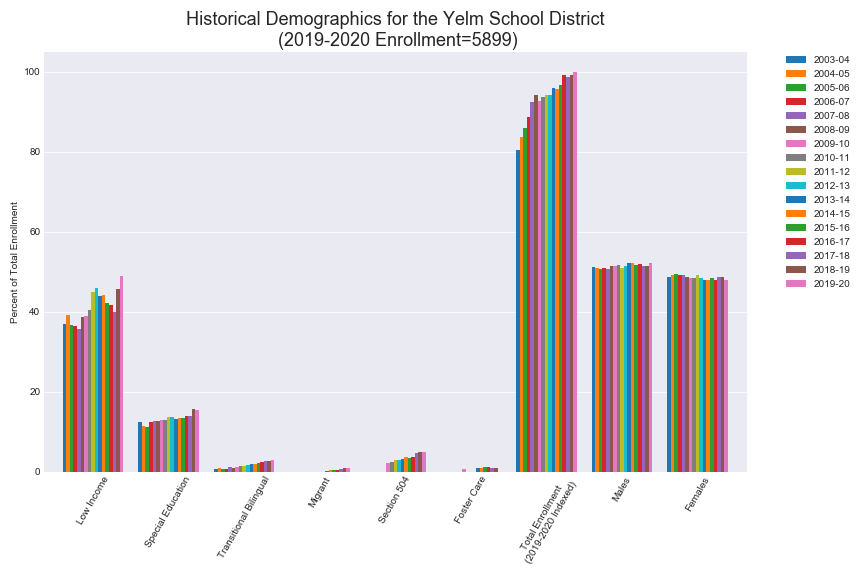 Historical Demographics for the Yelm School District
(2019-2020 Enrollment=5899)
Percent of Total Enrollment
100
80
60
40
20
0
Low Income
Special Education
Transitional Bilingual
Migrant
Section 504
Foster Care
Total Enrollment
(2019-2020 Indexed)
Males
Females
2003-04
2004-05
2005-06
2006-07
2007-08
2008-09
2009-10
2010-11
2011-12
2012-13
2013-14
2014-15
2015-16
2016-17
2017-18
2018-19
2019-20